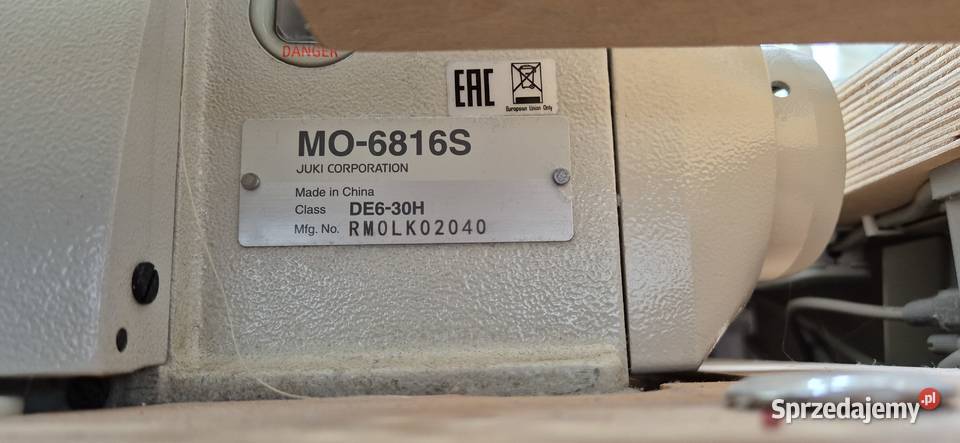 DANGER
EAC
European Union Only
MO-6816S
JUKI CORPORATION
Made in China
Class DE6-30H
Mfg. No. RM0LK02040
Sprzedajemy.pl